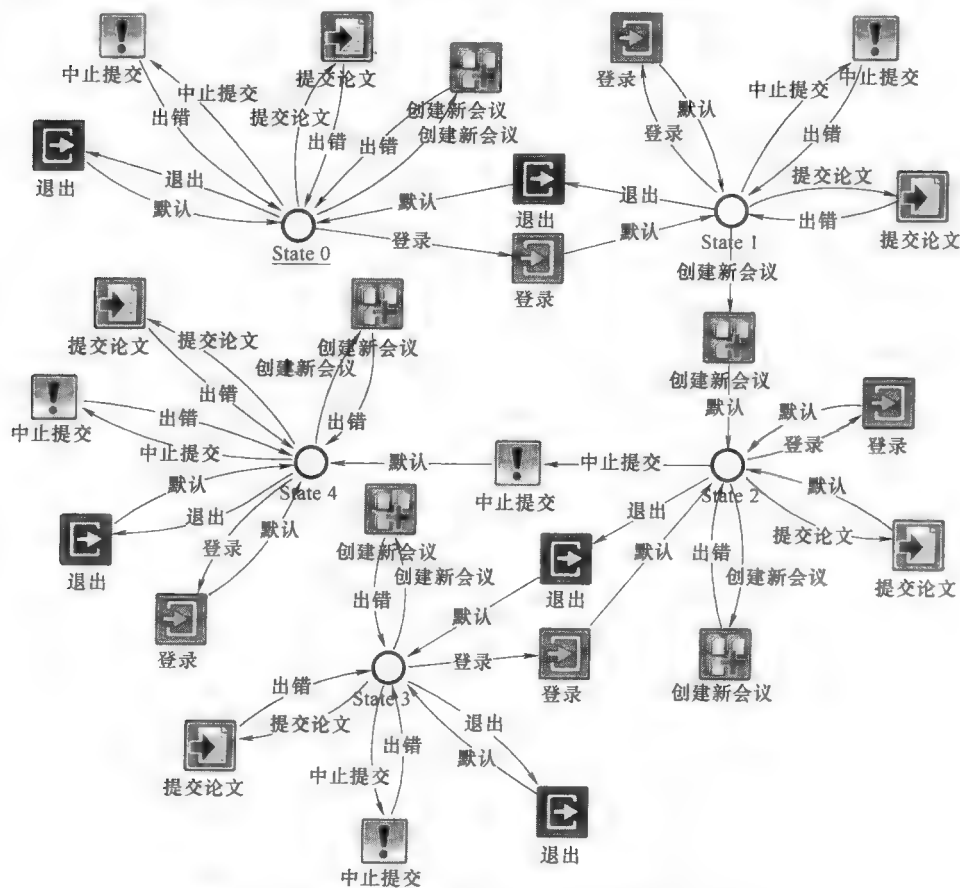 中止提交
提交论文
中止提交
出错
提交论文
出错
创建新会议
创建新会议
出错
退出
退出
默认
State 0
默认
退出
登录
登录
默认
登录
默认
登录
中止提交
中止提交
出错
提交论文
出错
提交论文
退出
State 1
创建新会议
创建新会议
默认
提交论文
提交论文
出错
创建新会议
创建新会议
出错
中止提交
出错
中止提交
默认
退出
退出
登录
默认
登录
State 4
默认
中止提交
中止提交
State 2
默认
登录
登录
默认
提交论文
提交论文
出错
创建新会议
创建新会议
退出
退出
默认
默认
登录
登录
创建新会议
创建新会议
出错
State 3
出错
提交论文
提交论文
中止提交
出错
中止提交
退出
默认
退出